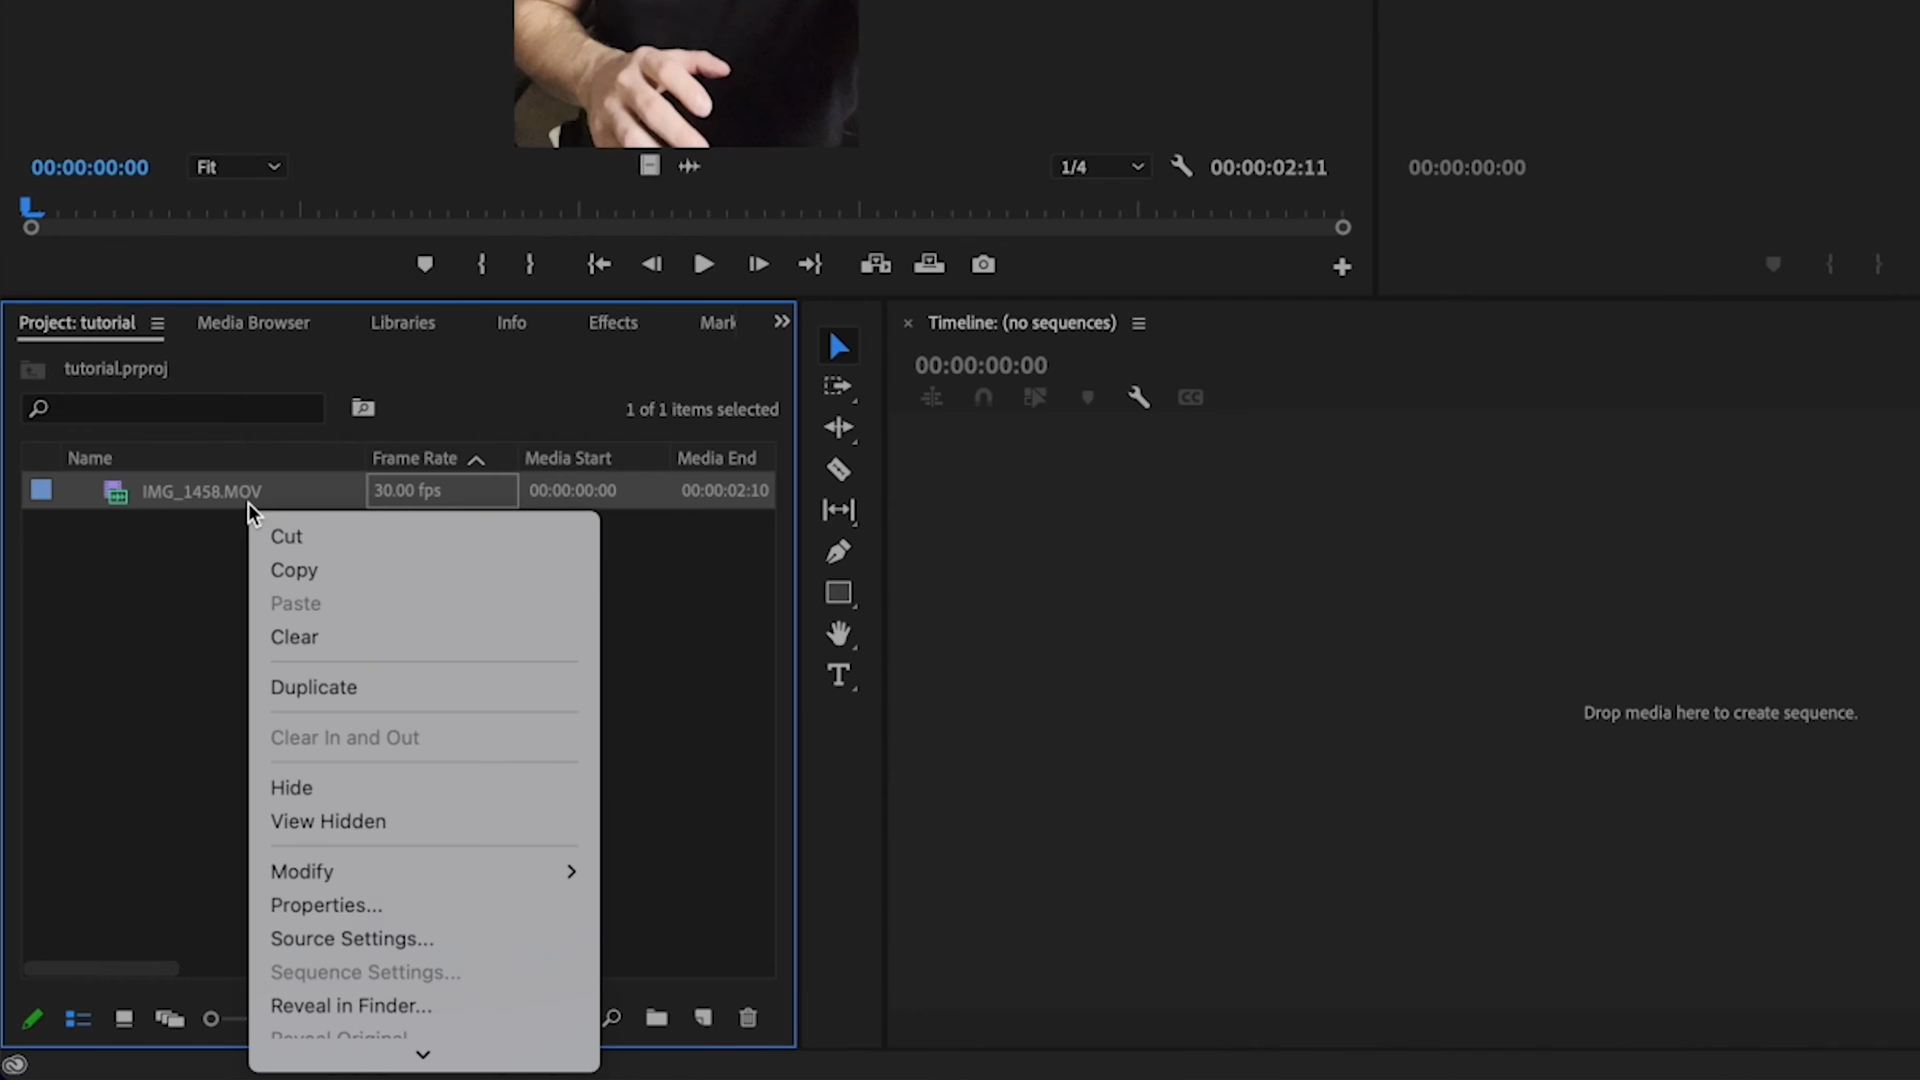 00:00:00:00 Fit 1/4 00:00:02:11 00:00:00:00
Project: tutorial Media Browser Libraries Info Effects Mark
tutorial.prproj
1 of 1 items selected
Name Frame Rate Media Start Media End
IMG_1458.MOV 30.00 fps 00:00:00:00 00:00:02:10
Cut
Copy
Paste
Clear
Duplicate
Clear In and Out
Hide
View Hidden
Modify
Properties...
Source Settings...
Sequence Settings...
Reveal in Finder...
Reveal Original
T
Timeline: (no sequences)
00:00:00:00
CC
Drop media here to create sequence.